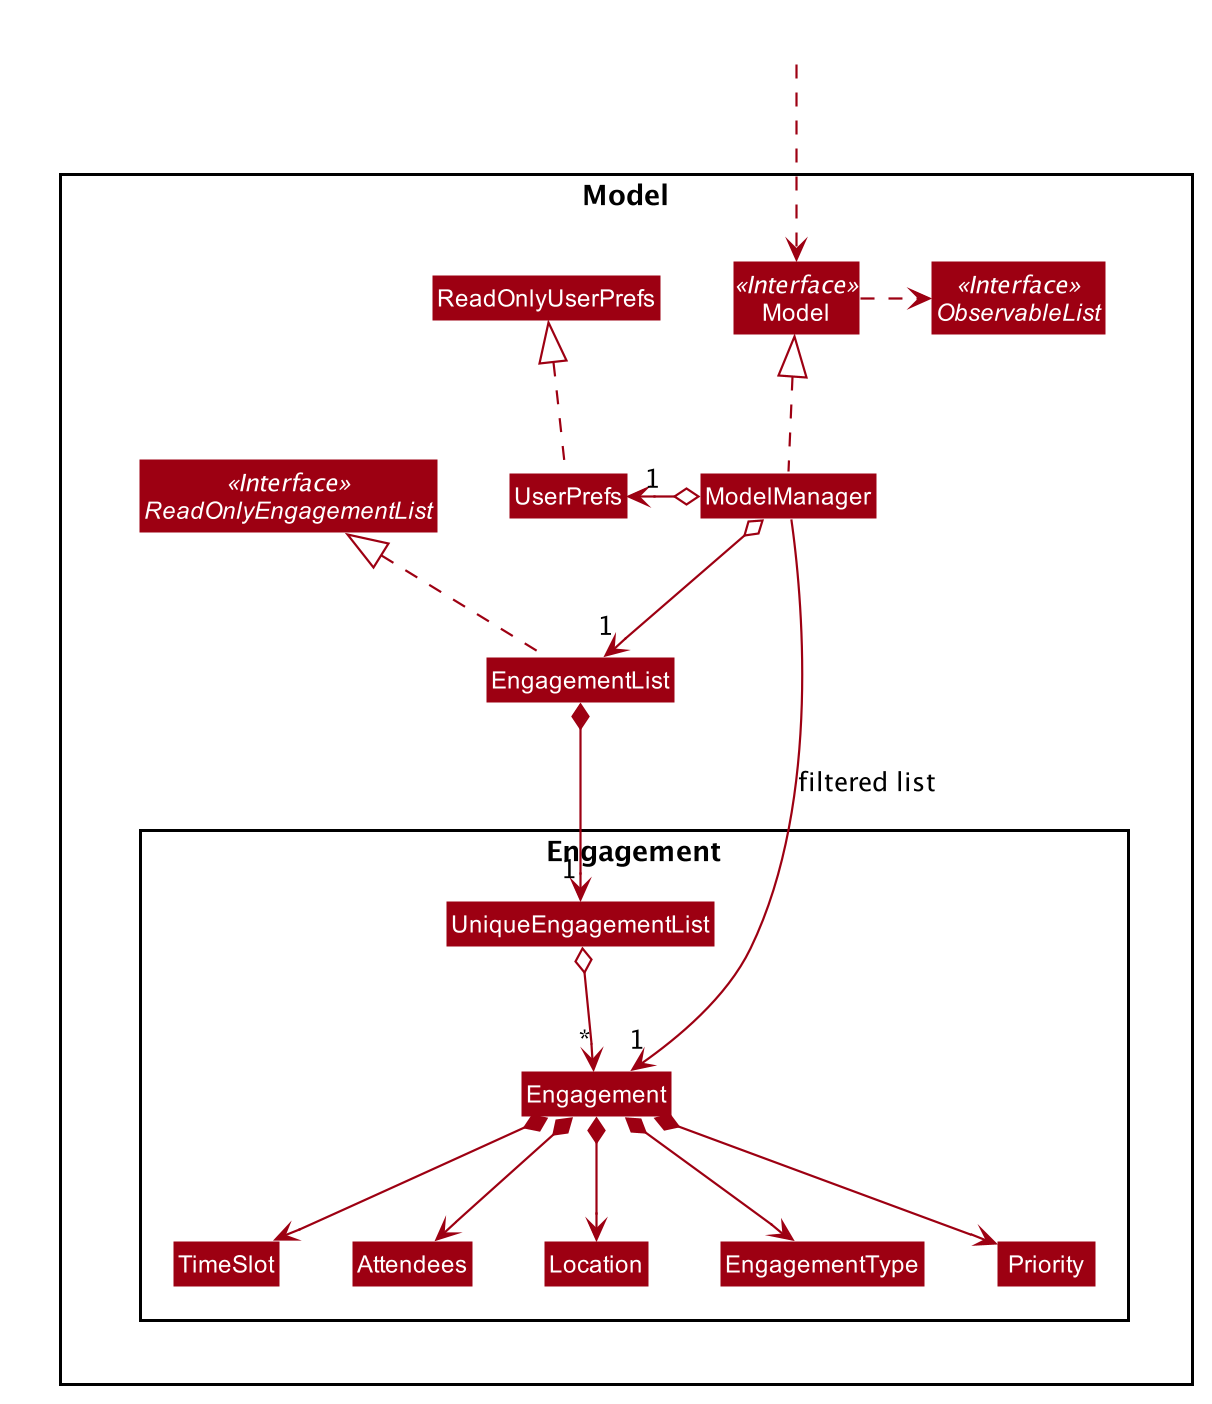 Model
ReadOnlyUserPrefs
«Interface»
Model
«Interface»
ObservableList
«Interface»
ReadOnlyEngagementList
UserPrefs
1
ModelManager
1
EngagementList
filtered list
Engagement
1
UniqueEngagementList
*
1
Engagement
TimeSlot
Attendees
Location
EngagementType
Priority